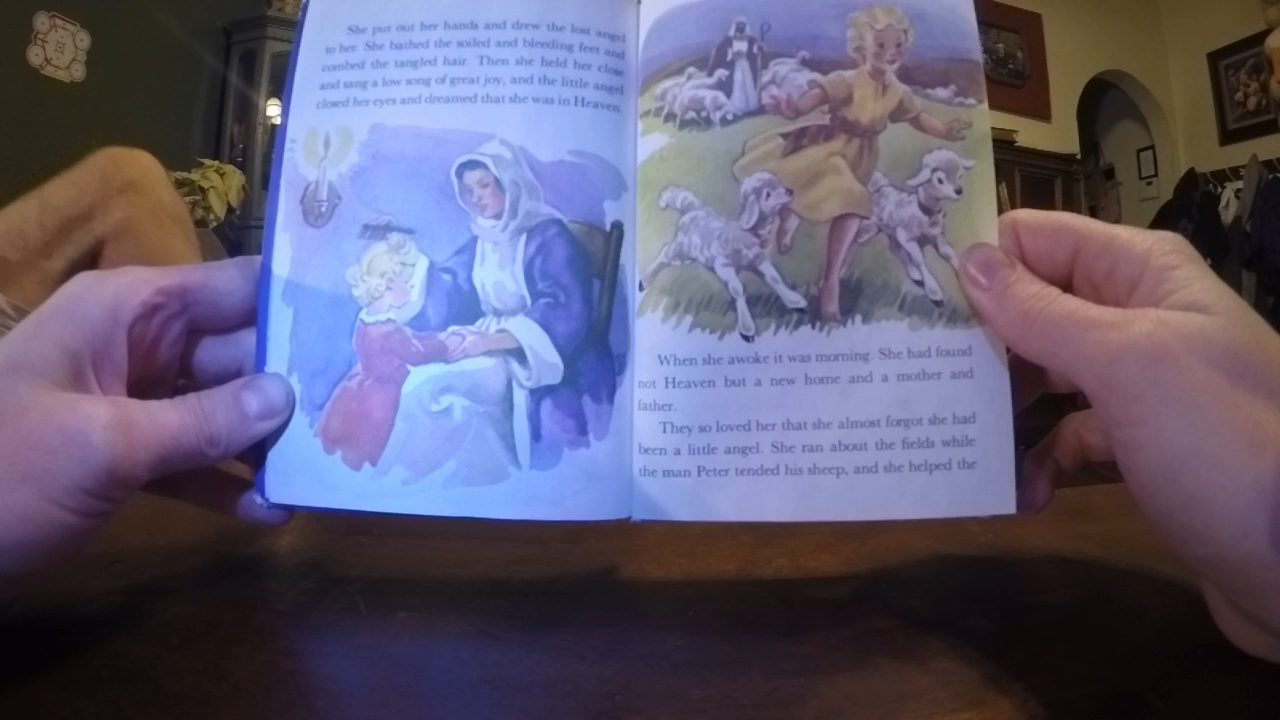 She put out her hands and drew the lost angel
to her. She bathed the soiled and bleeding feet and
combed the tangled hair. Then she held her close
and sang a low song of great joy, and the little angel
closed her eyes and dreamed that she was in Heaven.
When she awoke it was morning. She had found
not Heaven but a new home and a mother and
father.
They so loved her that she almost forgot she had
been a little angel. She ran about the fields while
the man Peter tended his sheep, and she helped the